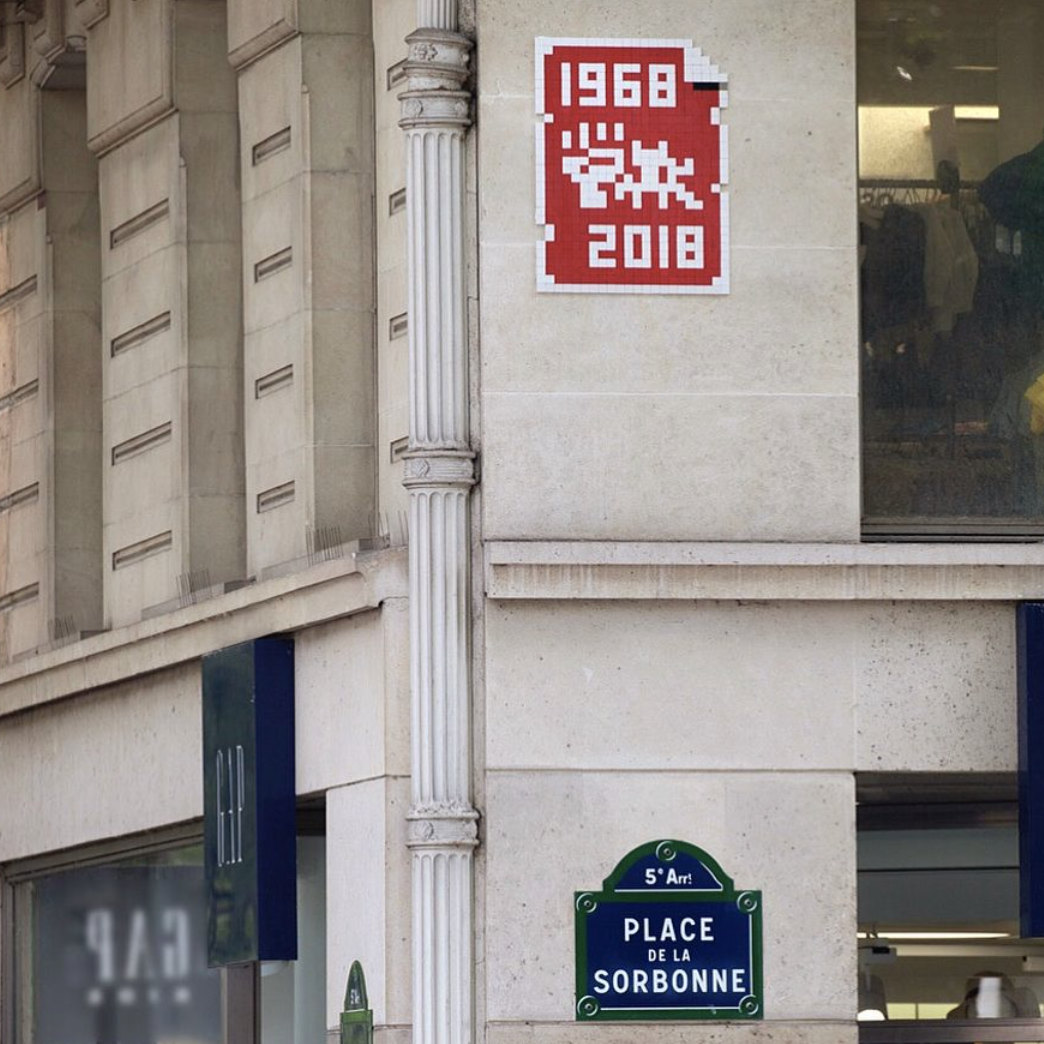 1968
2018
GAP
GAP
5ᵉ Arrᵗ
PLACE
DE LA
SORBONNE